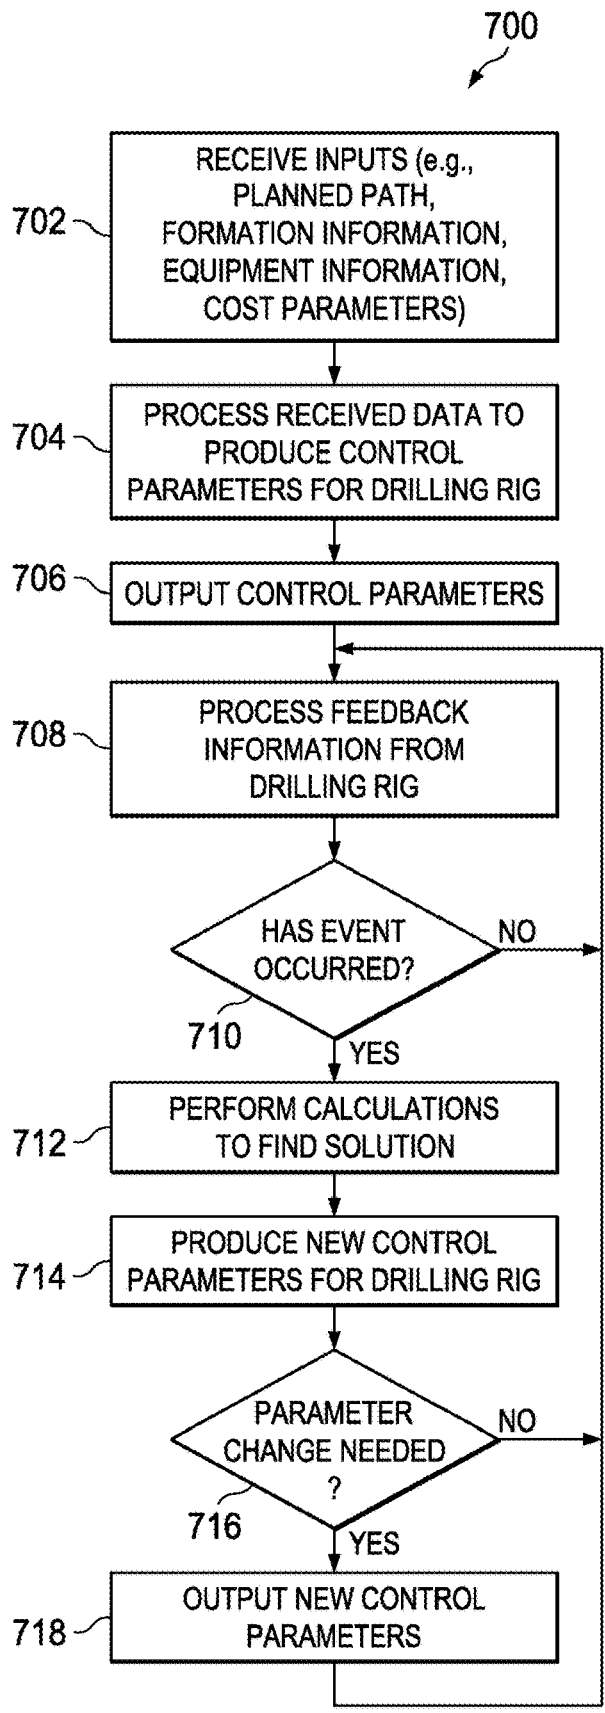 700
702
RECEIVE INPUTS (e.g.,
PLANNED PATH,
FORMATION INFORMATION,
EQUIPMENT INFORMATION,
COST PARAMETERS)
704
PROCESS RECEIVED DATA TO
PRODUCE CONTROL
PARAMETERS FOR DRILLING RIG
706
OUTPUT CONTROL PARAMETERS
708
PROCESS FEEDBACK
INFORMATION FROM
DRILLING RIG
HAS EVENT
OCCURRED?
NO
710
YES
712
PERFORM CALCULATIONS
TO FIND SOLUTION
714
PRODUCE NEW CONTROL
PARAMETERS FOR DRILLING RIG
PARAMETER
CHANGE NEEDED
?
NO
716
YES
718
OUTPUT NEW CONTROL
PARAMETERS